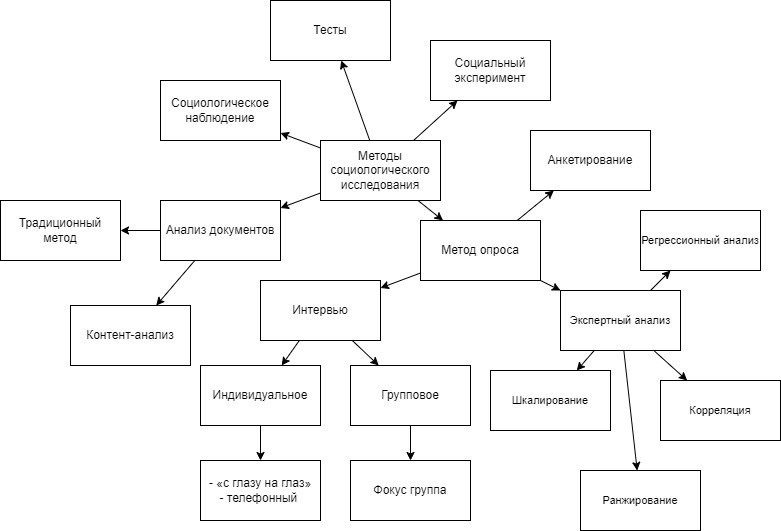 Тесты
Социальный
эксперимент
Социологическое
наблюдение
Методы
социологического
исследования
Анкетирование
Традиционный
метод
Анализ документов
Метод опроса
Регрессионный анализ
Интервью
Экспертный анализ
Контент-анализ
Индивидуальное
Групповое
Шкалирование
Корреляция
- «с глазу на глаз»
- телефонный
Фокус группа
Ранжирование